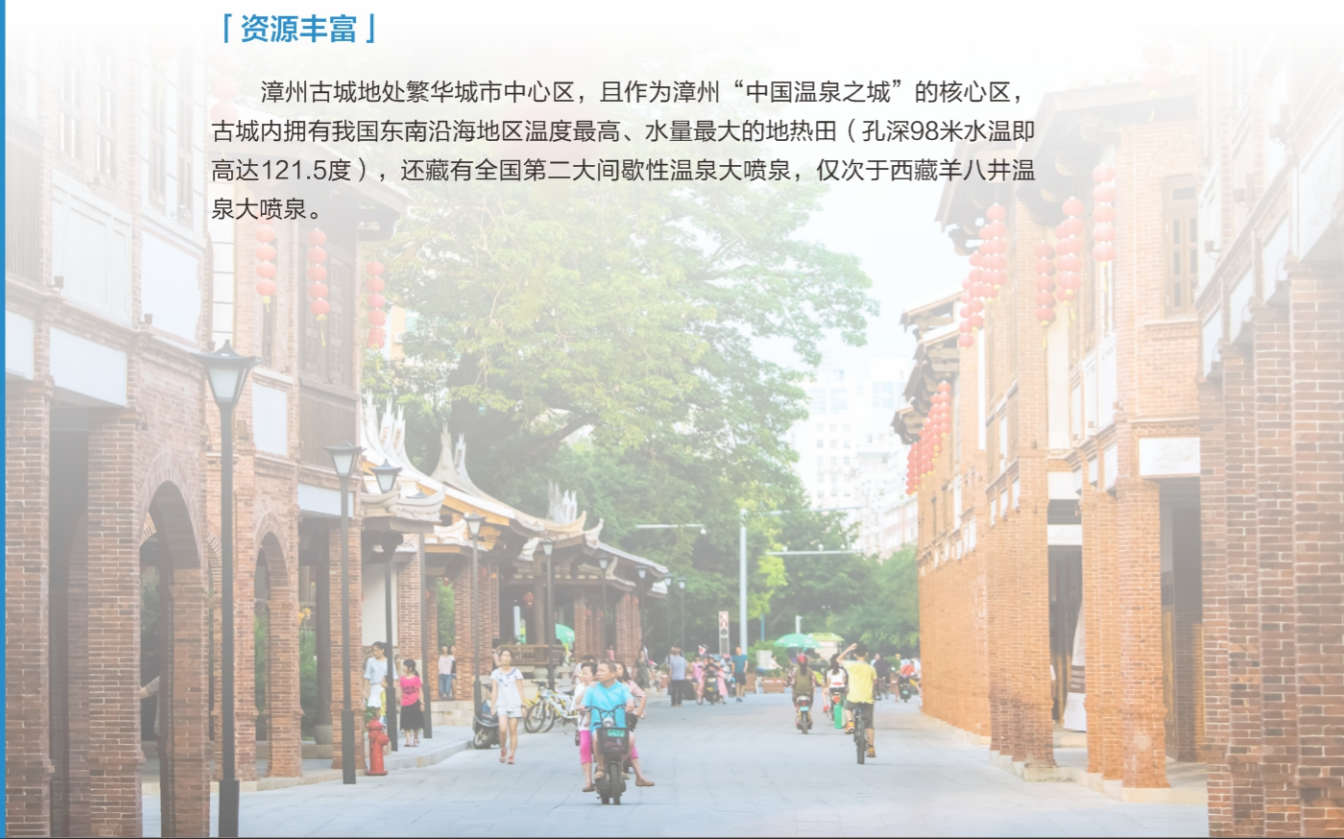 「资源丰富」
漳州古城地处繁华城市中心区，且作为漳州“中国温泉之城”的核心区，
古城内拥有我国东南沿海地区温度最高、水量最大的地热田（孔深98米水温即
高达121.5度），还藏有全国第二大间歇性温泉大喷泉，仅次于西藏羊八井温
泉大喷泉。